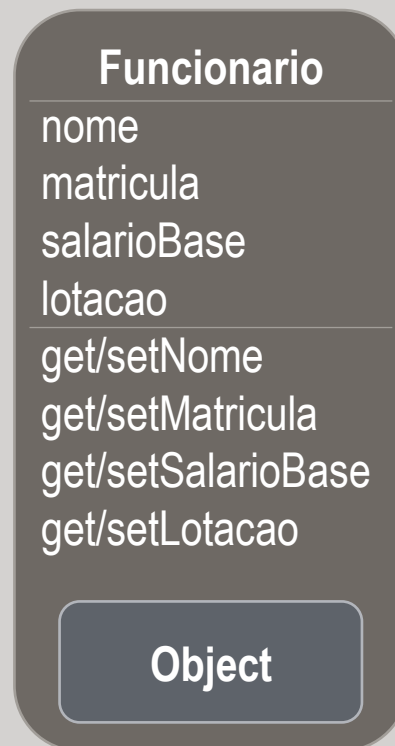 Funcionario
nome
matricula
salarioBase
lotacao
get/setNome
get/setMatricula
get/setSalarioBase
get/setLotacao
Object